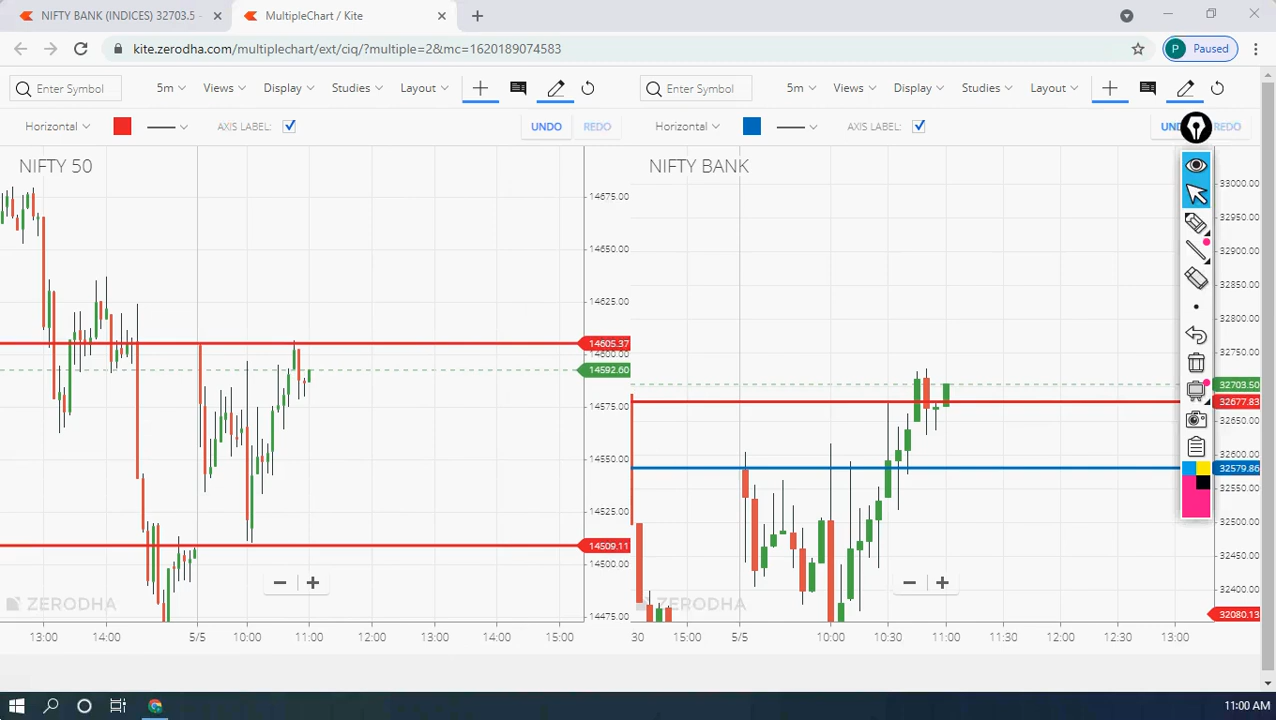 NIFTY BANK (INDICES) 32703.5 -
MultipleChart / Kite
kite.zerodha.com/multiplechart/ext/ciq/?multiple=2&mc=1620189074583
P Paused
Enter Symbol 5m Views Display Studies Layout
Enter Symbol 5m Views Display Studies Layout
Horizontal AXIS LABEL: UNDO REDO
Horizontal AXIS LABEL: UND REDO
NIFTY 50
14675.00
14650.00
14625.00
14605.37
14600.00
14592.60
14575.00
14550.00
14525.00
14509.11
14500.00
14475.00
ZERODHA
13:00 14:00 5/5 10:00 11:00 12:00 13:00 14:00 15:00
NIFTY BANK
33000.00
32950.00
32900.00
32850.00
32800.00
32750.00
32703.50
32677.83
32650.00
32600.00
32579.86
32550.00
32500.00
32450.00
32400.00
32080.13
ZERODHA
30 15:00 5/5 10:00 10:30 11:00 11:30 12:00 12:30 13:00
11:00 AM